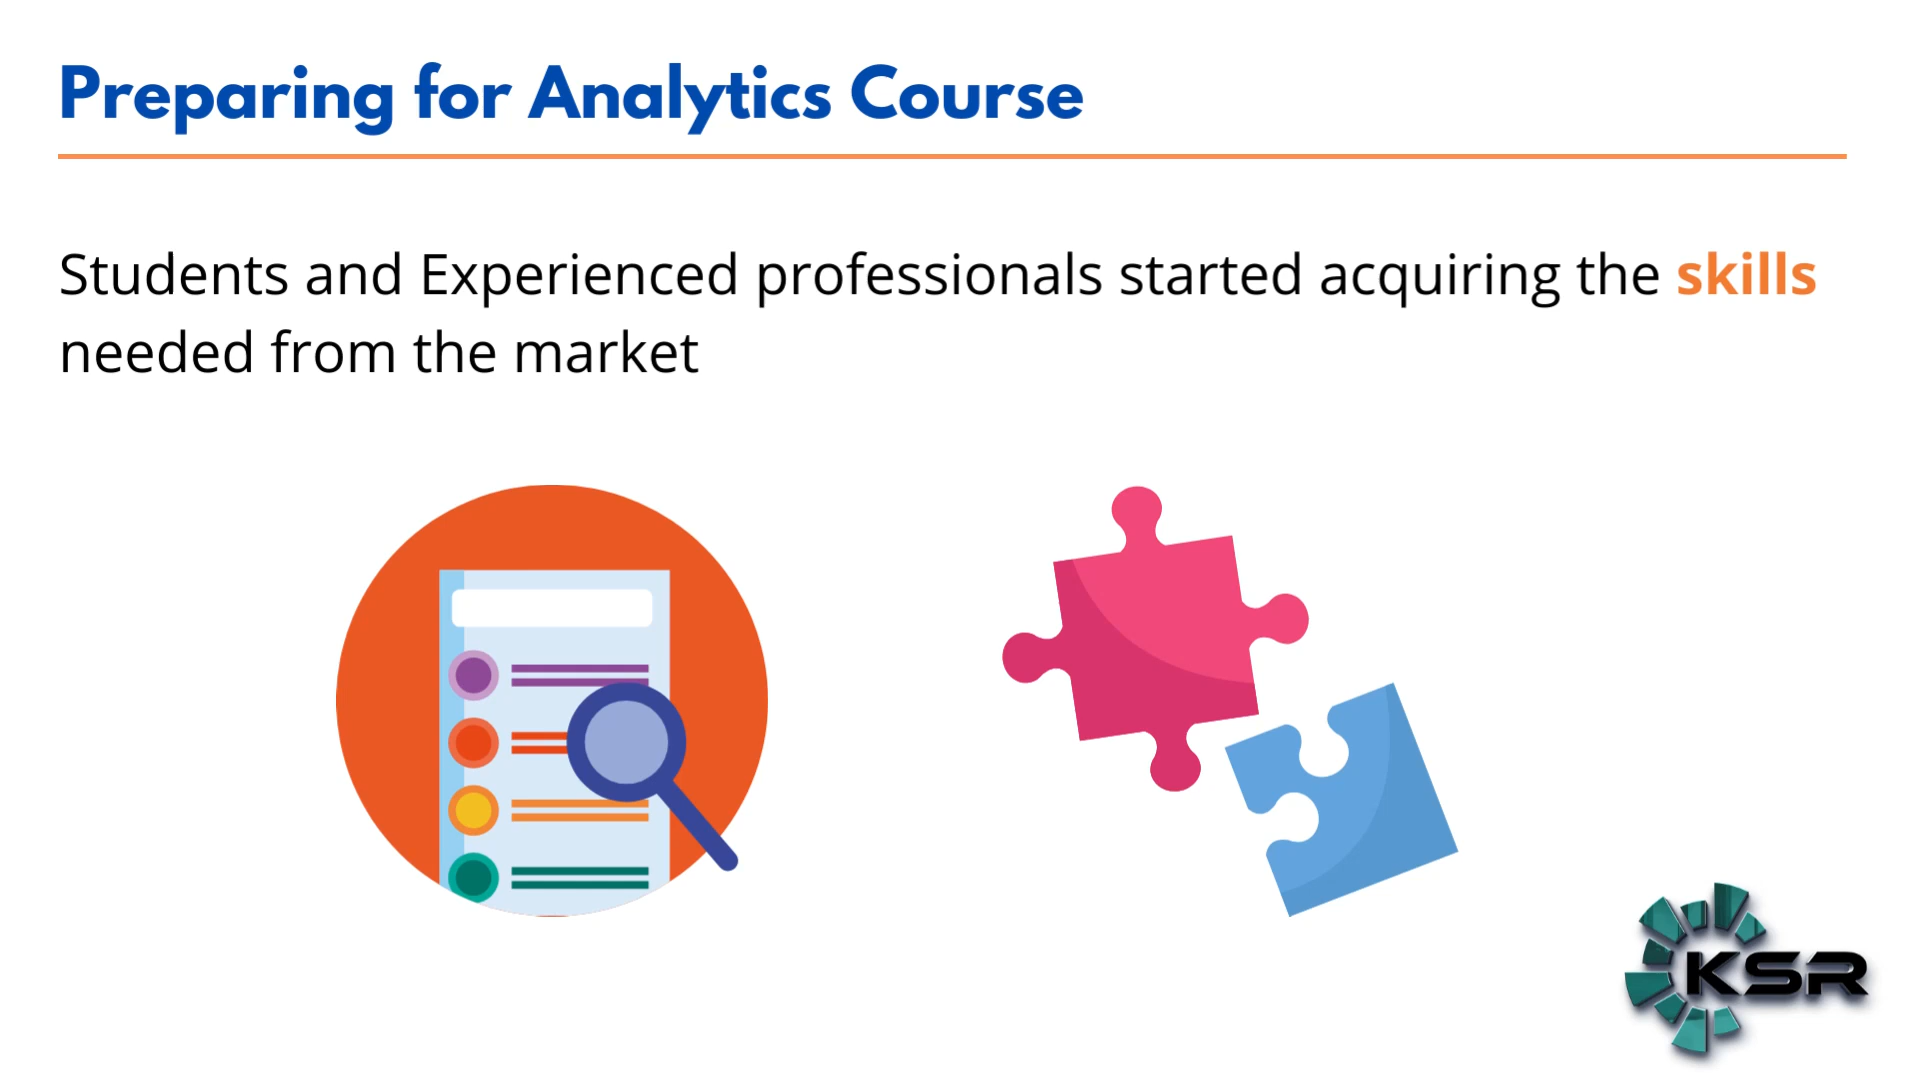 Preparing for Analytics Course
Students and Experienced professionals started acquiring the skills
needed from the market
KSR